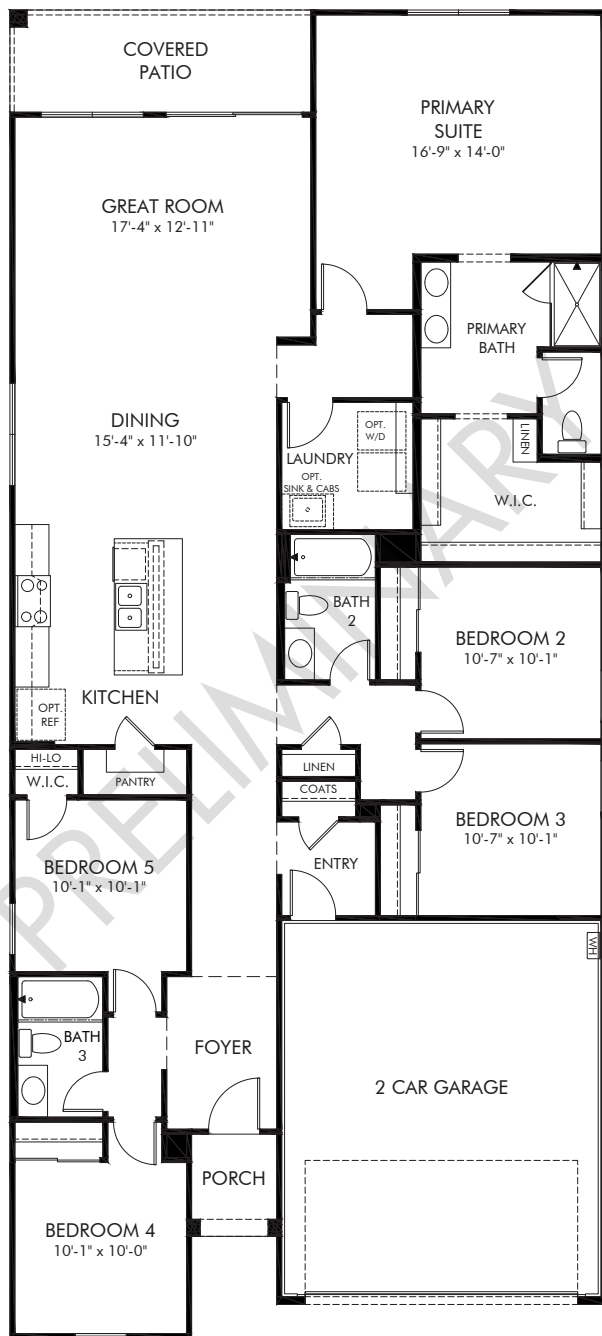 COVERED
PATIO
PRIMARY
SUITE
16'-9" x 14'-0"
GREAT ROOM
17'-4" x 12'-11"
PRIMARY
BATH
DINING
15'-4" x 11'-10"
OPT.
W/D
LAUNDRY
OPT.
SINK & CABS
LINEN
W.I.C.
BATH
2
BEDROOM 2
10'-7" x 10'-1"
KITCHEN
OPT.
REF
HI-LO
W.I.C.
PANTRY
LINEN
COATS
BEDROOM 3
10'-7" x 10'-1"
ENTRY
BEDROOM 5
10'-1" x 10'-1"
WH
BATH
3
FOYER
2 CAR GARAGE
PORCH
BEDROOM 4
10'-1" x 10'-0"
PRELIMINARY